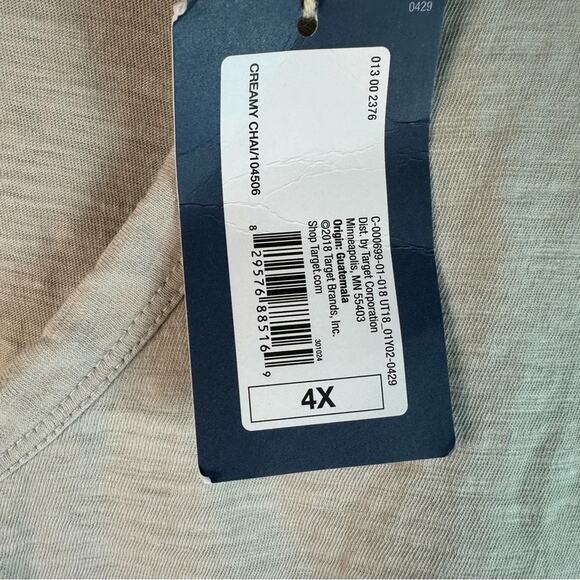 0429
013 00 2376
CREAMY CHAI/104506
C-000699-01-018 UT18_01Y02-0429
Dist. by Target Corporation
Minneapolis, MN 55403
Origin: Guatemala
©2018 Target Brands, Inc.
Shop Target.com
301024
8 29576 88516 9
4X